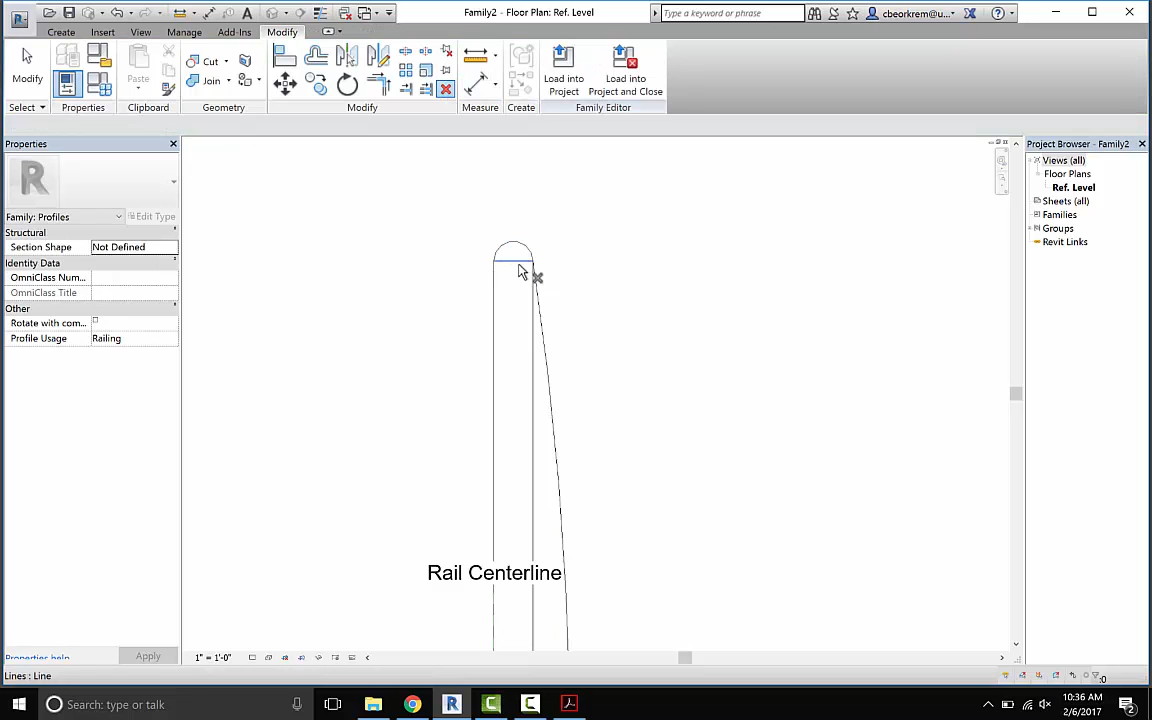 Family2 - Floor Plan: Ref. Level
Type a keyword or phrase
cbeorkrem@u...
Create
Insert
View
Manage
Add-Ins
Modify
Modify
Paste
Cut
Join
Load into
Project
Load into
Project and Close
Select
Properties
Clipboard
Geometry
Modify
Measure
Create
Family Editor
Properties
Family: Profiles
Edit Type
Structural
Section Shape
Not Defined
Identity Data
OmniClass Num...
OmniClass Title
Other
Rotate with com...
Profile Usage
Railing
Properties help
Apply
Rail Centerline
1" = 1'-0"
Project Browser - Family2
Views (all)
Floor Plans
Ref. Level
Sheets (all)
Families
Groups
Revit Links
Lines : Line
:0
Search: type or task
10:36 AM
2/6/2017